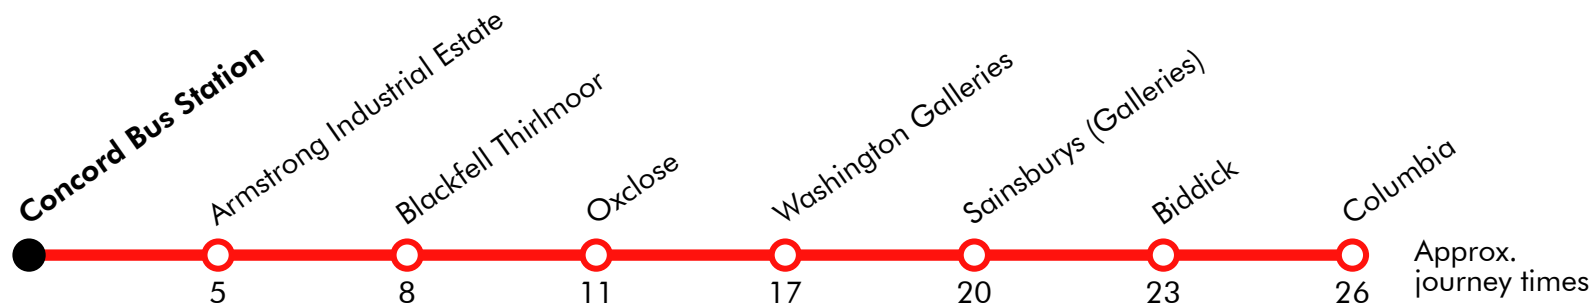 Concord Bus Station
Armstrong Industrial Estate
Blackfell Thirlmoor
Oxclose
Washington Galleries
Sainsburys (Galleries)
Biddick
Columbia
5 8 11 17 20 23 26
Approx.
journey times